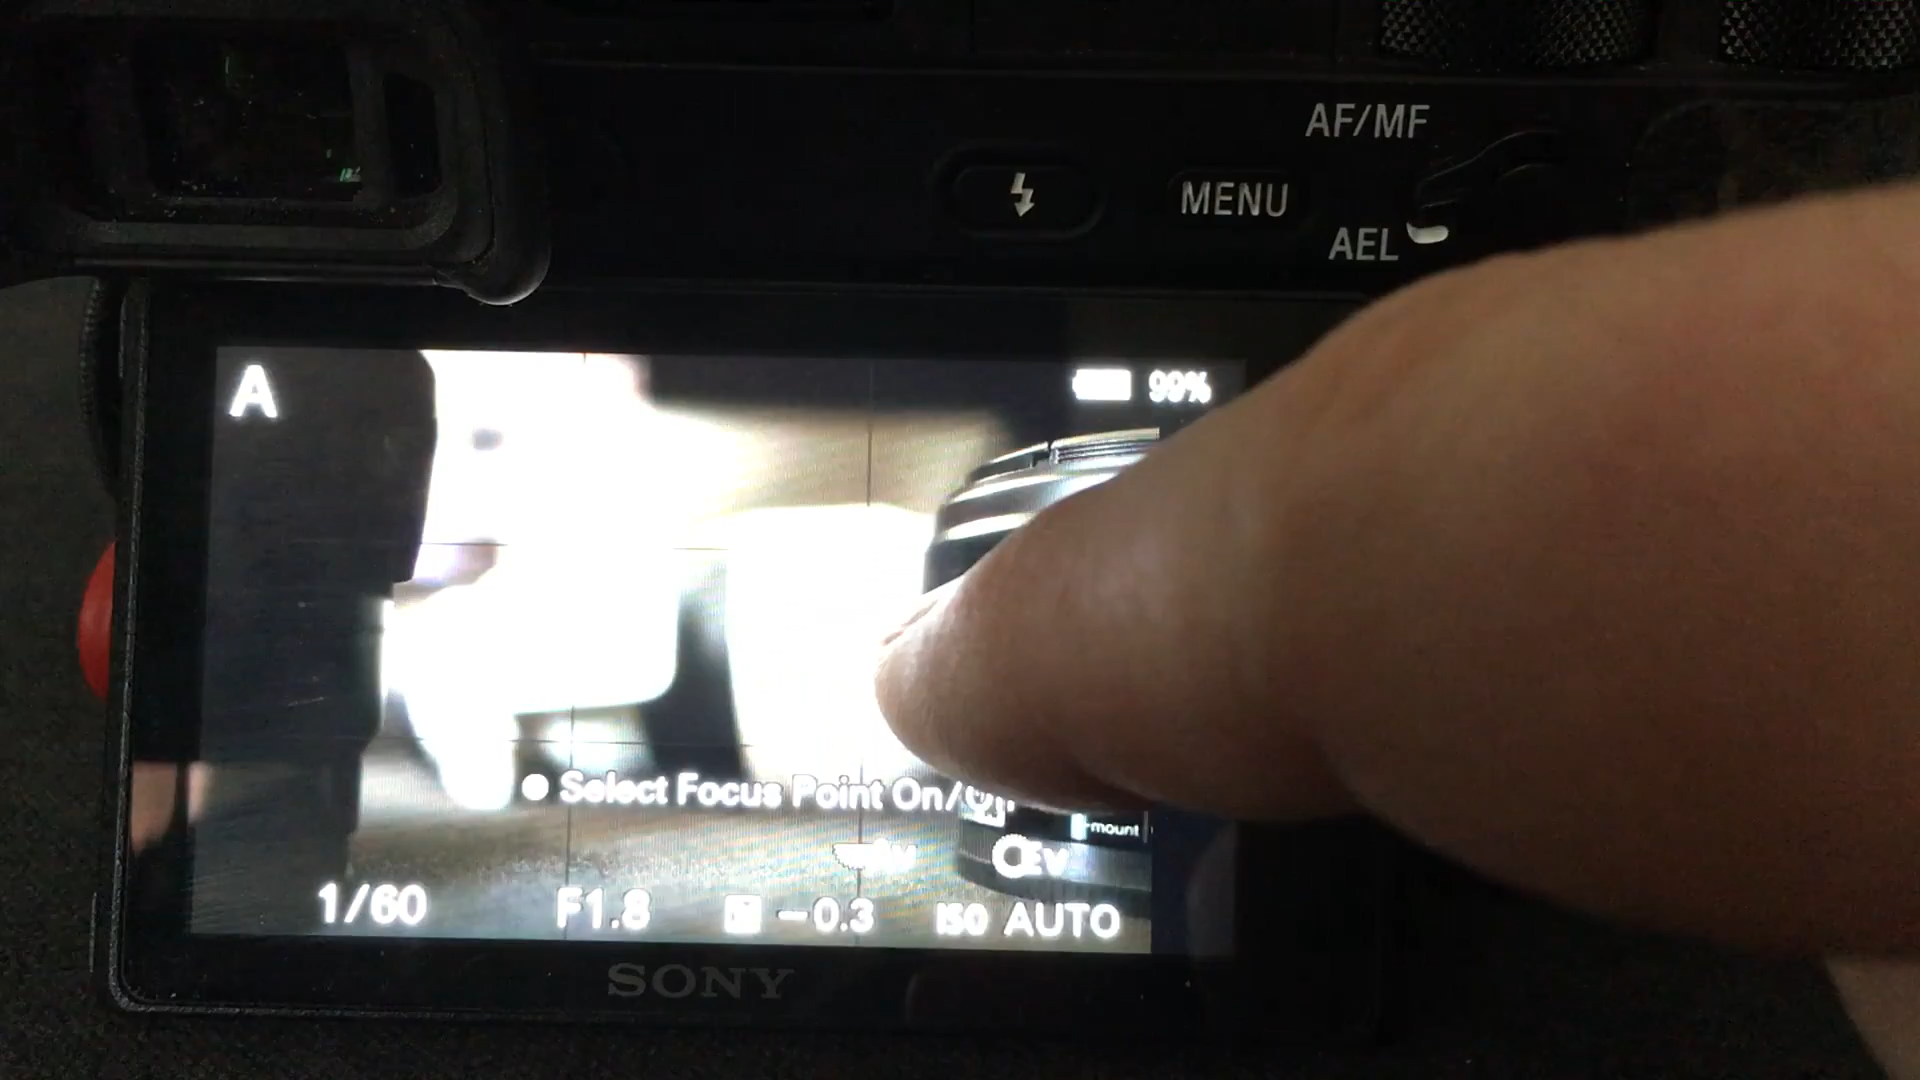 AF/MF
MENU
AEL
A
99%
Select Focus Point On/
-mount
Ev
1/60
F1.8
-0.3
ISO AUTO
SONY